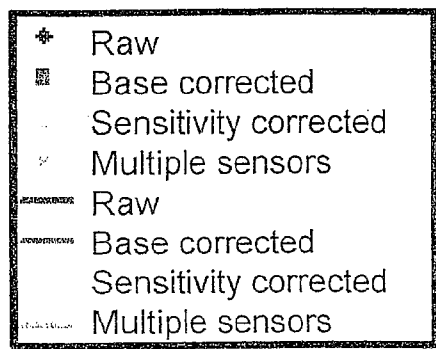 Raw
Base corrected
Sensitivity corrected
Multiple sensors
Raw
Base corrected
Sensitivity corrected
Multiple sensors